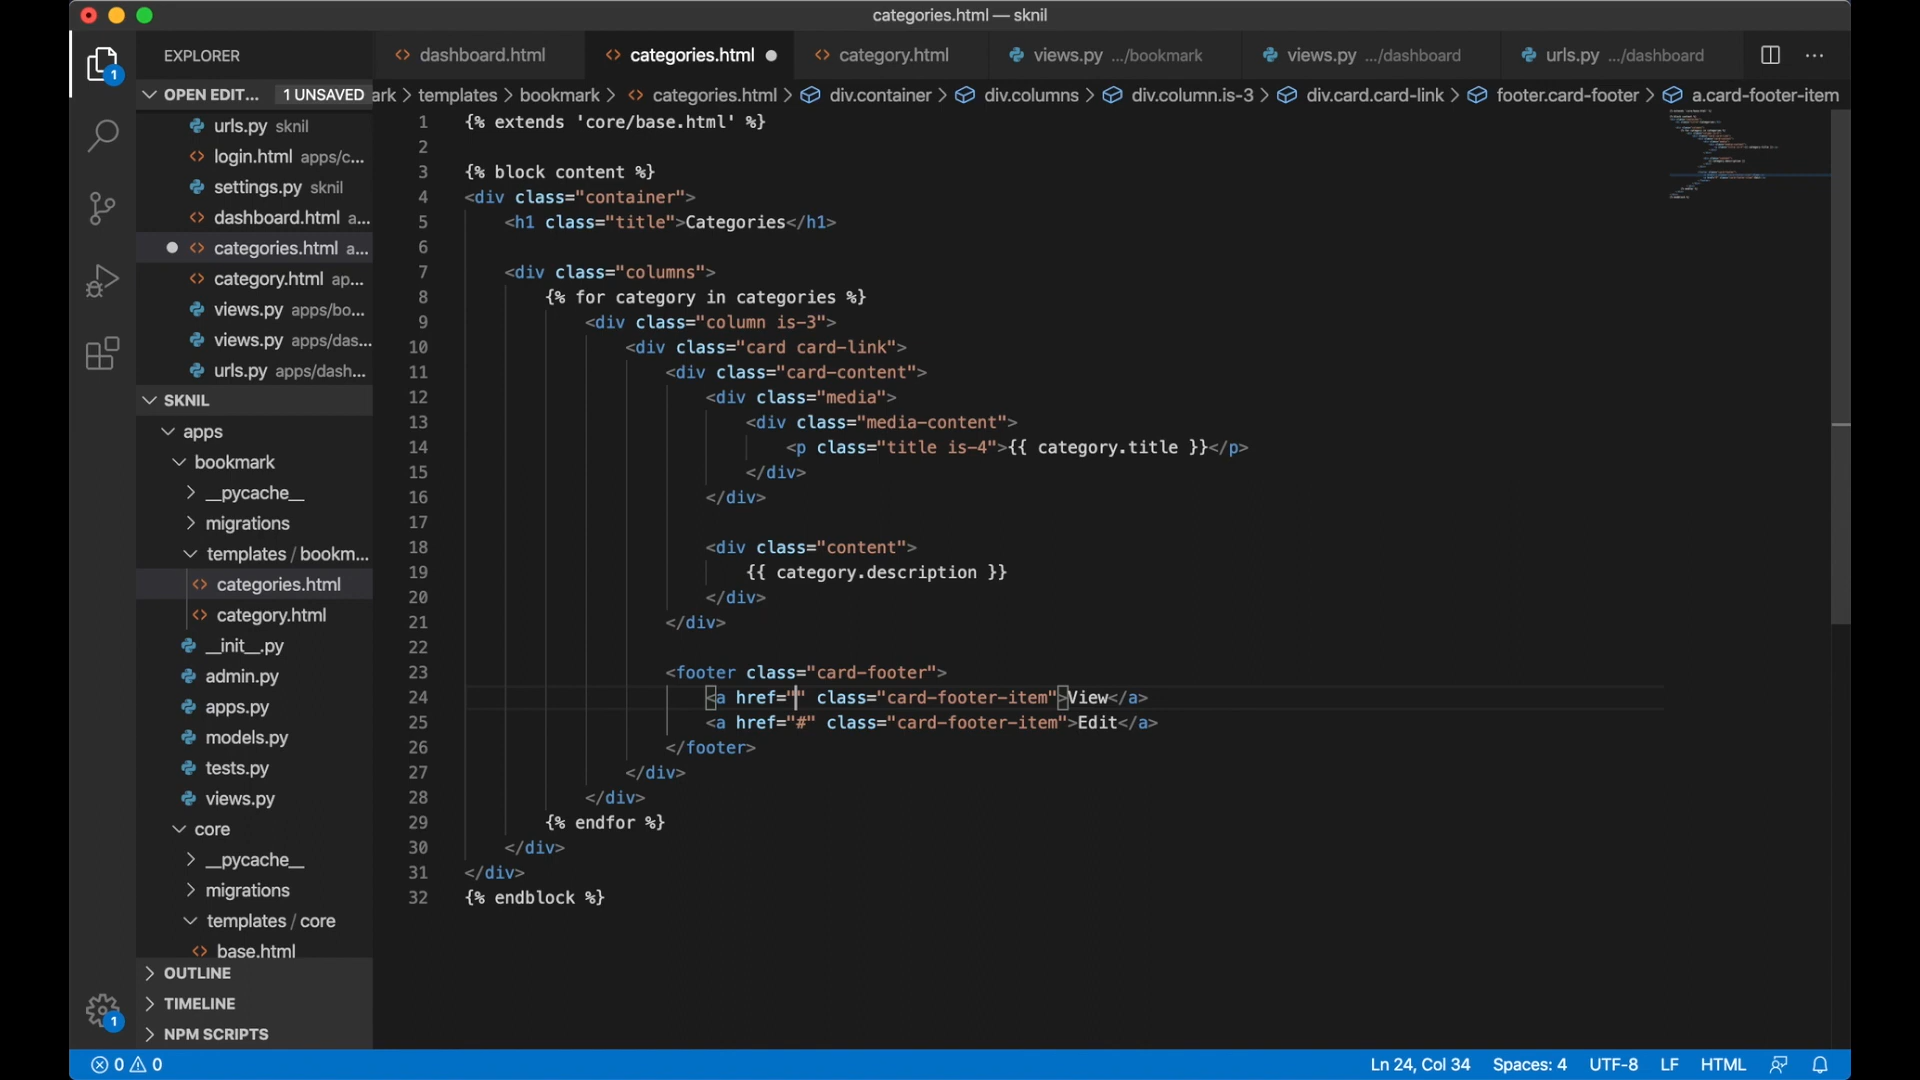 categories.html — sknil
EXPLORER
dashboard.html
categories.html
category.html
views.py .../bookmark
views.py .../dashboard
urls.py .../dashboard
OPEN EDIT... 1 UNSAVED
ark > templates > bookmark > categories.html > div.container > div.columns > div.column.is-3 > div.card.card-link > footer.card-footer > a.card-footer-item
urls.py sknil
login.html apps/c...
settings.py sknil
dashboard.html a...
categories.html a...
category.html ap...
views.py apps/bo...
views.py apps/das...
urls.py apps/dash...
SKNIL
apps
bookmark
__pycache__
migrations
templates / bookm...
categories.html
category.html
__init__.py
admin.py
apps.py
models.py
tests.py
views.py
core
__pycache__
migrations
templates / core
base.html
OUTLINE
TIMELINE
NPM SCRIPTS
1
1
1 {% extends 'core/base.html' %}
2
3 {% block content %}
4 <div class="container">
5 <h1 class="title">Categories</h1>
6
7 <div class="columns">
8 {% for category in categories %}
9 <div class="column is-3">
10 <div class="card card-link">
11 <div class="card-content">
12 <div class="media">
13 <div class="media-content">
14 <p class="title is-4">{{ category.title }}</p>
15 </div>
16 </div>
17
18 <div class="content">
19 {{ category.description }}
20 </div>
21 </div>
22
23 <footer class="card-footer">
24 <a href="" class="card-footer-item">View</a>
25 <a href="#" class="card-footer-item">Edit</a>
26 </footer>
27 </div>
28 </div>
29 {% endfor %}
30 </div>
31 </div>
32 {% endblock %}
0 0 Ln 24, Col 34 Spaces: 4 UTF-8 LF HTML